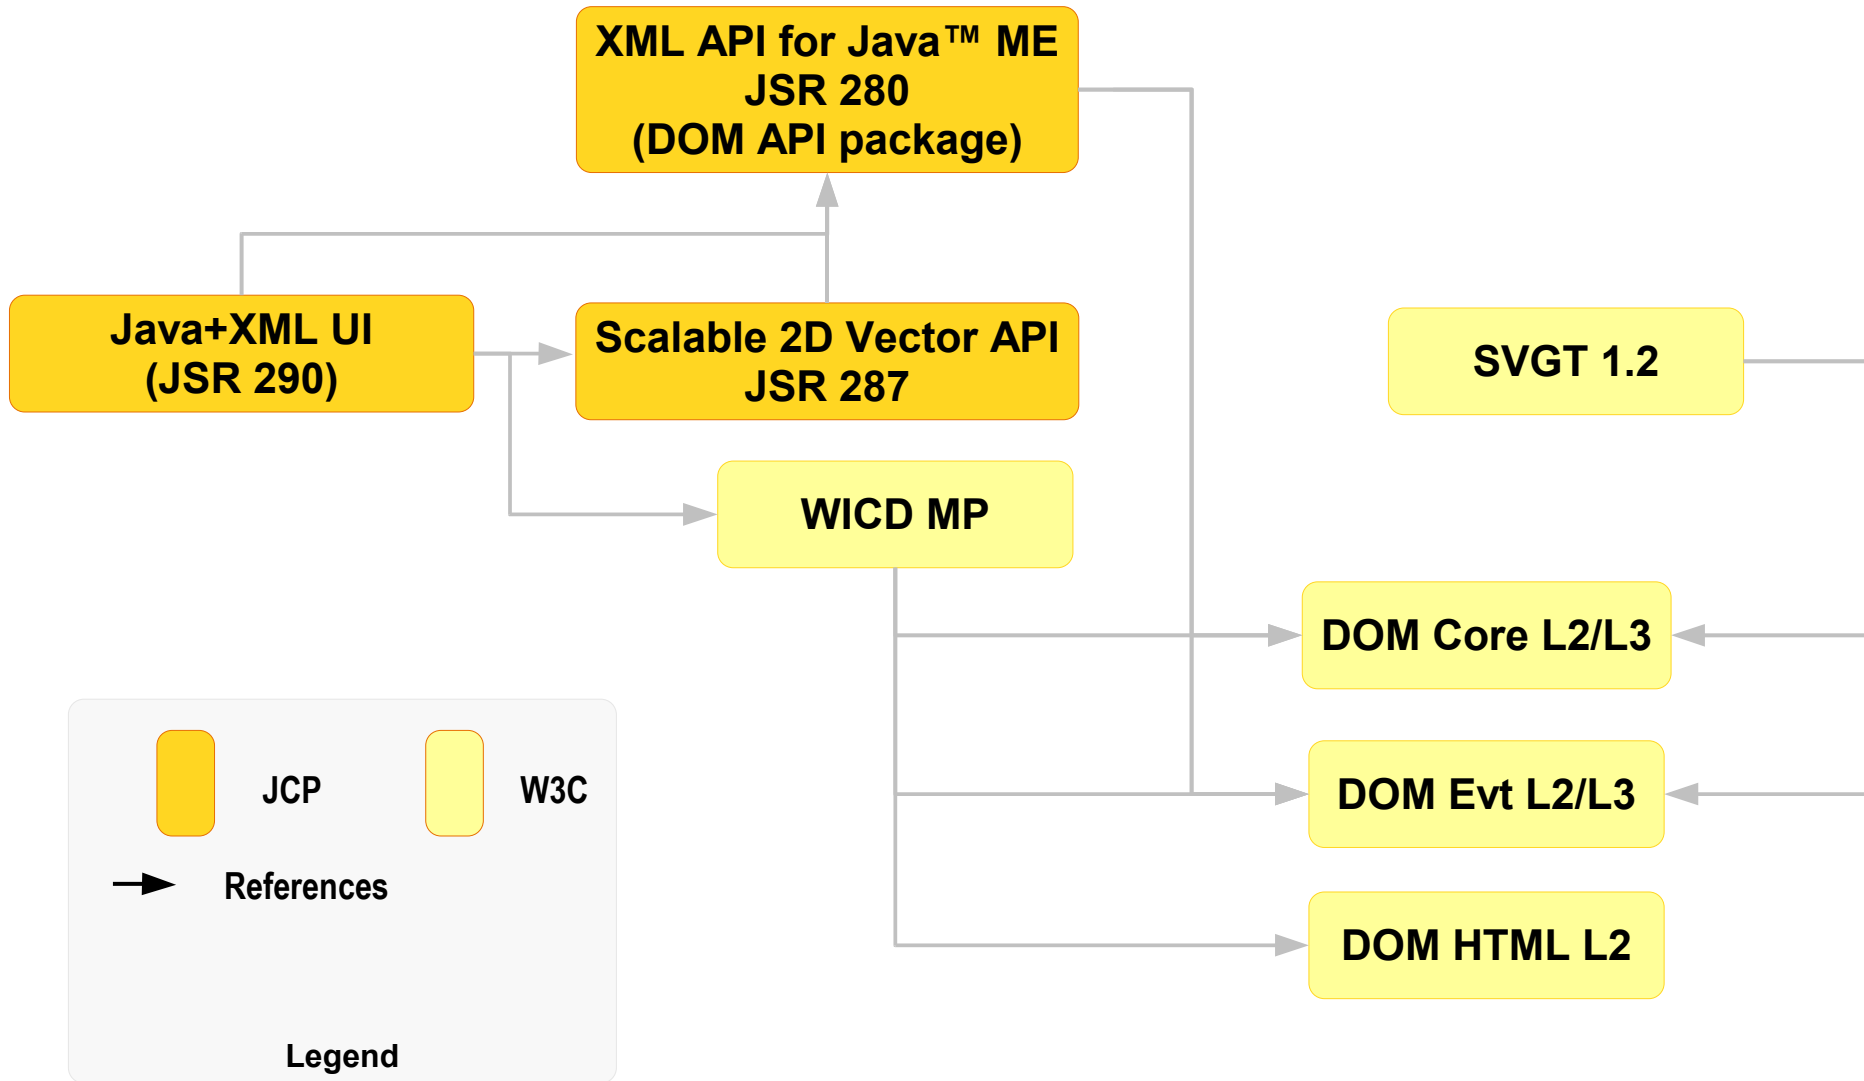 XML API for Java™ ME
JSR 280
(DOM API package)
Java+XML UI
(JSR 290)
Scalable 2D Vector API
JSR 287
SVGT 1.2
WICD MP
DOM Core L2/L3
DOM Evt L2/L3
DOM HTML L2
JCP
W3C
References
Legend